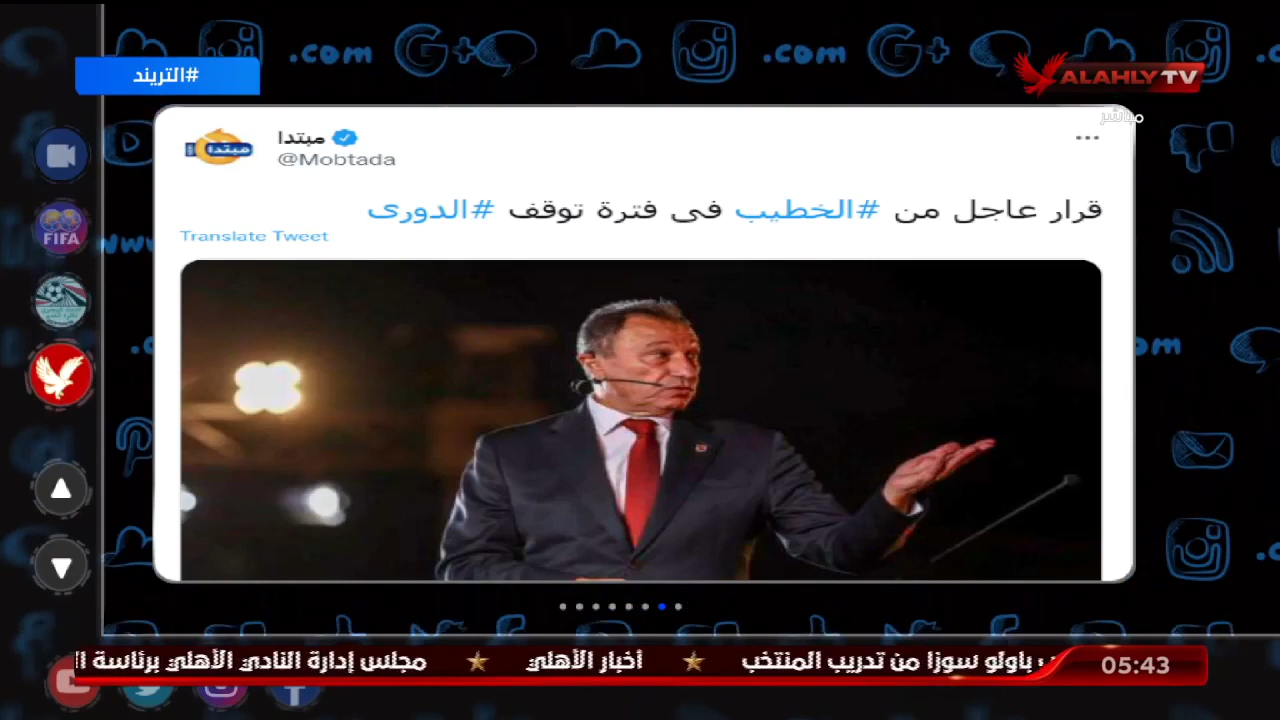 #التريند
ALAHLY TV
مباشر
مبتدا
مبتدا
@Mobtada
قرار عاجل من #الخطيب فى فترة توقف #الدورى
Translate Tweet
FIFA
.com
G+
.com
G+
باولو سوزا من تدريب المنتخب
أخبار الأهلي
مجلس إدارة النادي الأهلي برئاسة
05:43